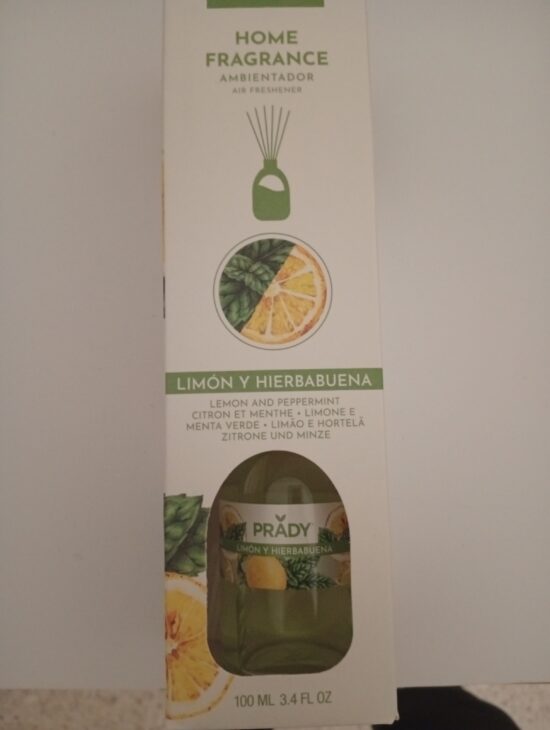 HOME
FRAGRANCE
AMBIENTADOR
AIR FRESHENER
LIMÓN Y HIERBABUENA
LEMON AND PEPPERMINT
CITRON ET MENTHE • LIMONE E
MENTA VERDE • LIMÃO E HORTELÃ
ZITRONE UND MINZE
PRADY
LIMÓN Y HIERBABUENA
100 ML 3.4 FL OZ